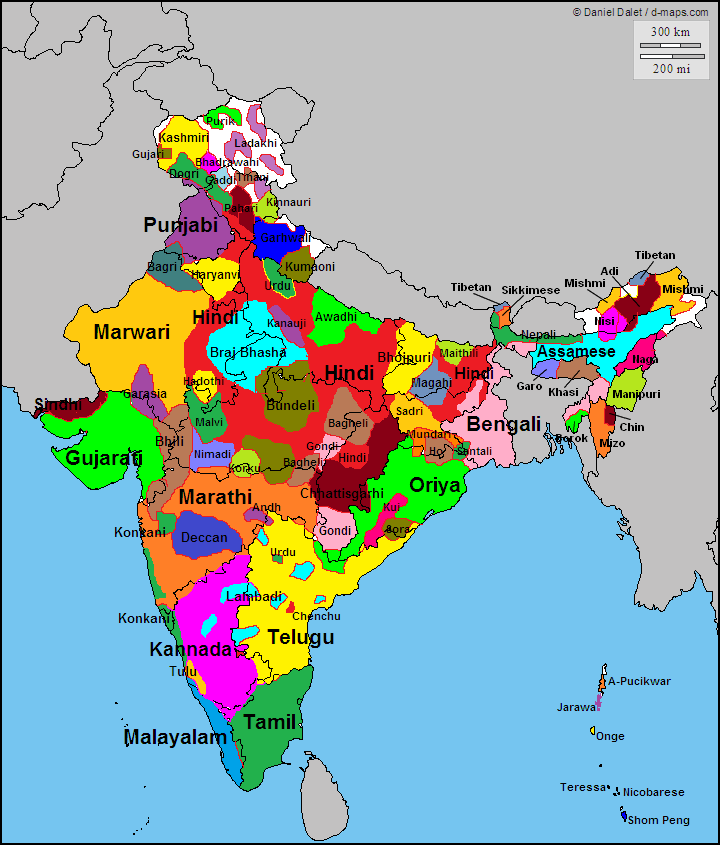 © Daniel Dalet / d-maps.com
300 km
200 mi
Purik
Kashmiri
Ladakhi
Gujari
Bhadrawahi
Dogri
Gaddi
Tinani
Pahari
Kinnauri
Punjabi
Garhwali
Bagri
Haryanvi
Kumaoni
Urdu
Tibetan
Adi
Mishmi
Mishmi
Tibetan
Sikkimese
Hindi
Awadhi
Kanauji
Nisi
Marwari
Nepali
Braj Bhasha
Bhojpuri
Maithili
Assamese
Naga
Hindi
Hindi
Magahi
Garo
Khasi
Hadothi
Garasia
Manipuri
Sindhi
Bundeli
Sadri
Bagheli
Malvi
Bengali
Chin
Mundari
Borok
Mizo
Bhili
Gondi
Ho
Santali
Gujarati
Nimadi
Hindi
Korku
Bagheli
Oriya
Marathi
Chhattisgarhi
Andh
Kui
Konkani
Gondi
Sora
Deccan
Urdu
Lambadi
Konkani
Chenchu
Telugu
Kannada
Tulu
A-Pucikwar
Jarawa
Tamil
Malayalam
Onge
Teressa
Nicobarese
Shom Peng